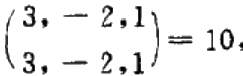 (3, - 2,1
3, - 2,1) = 10,